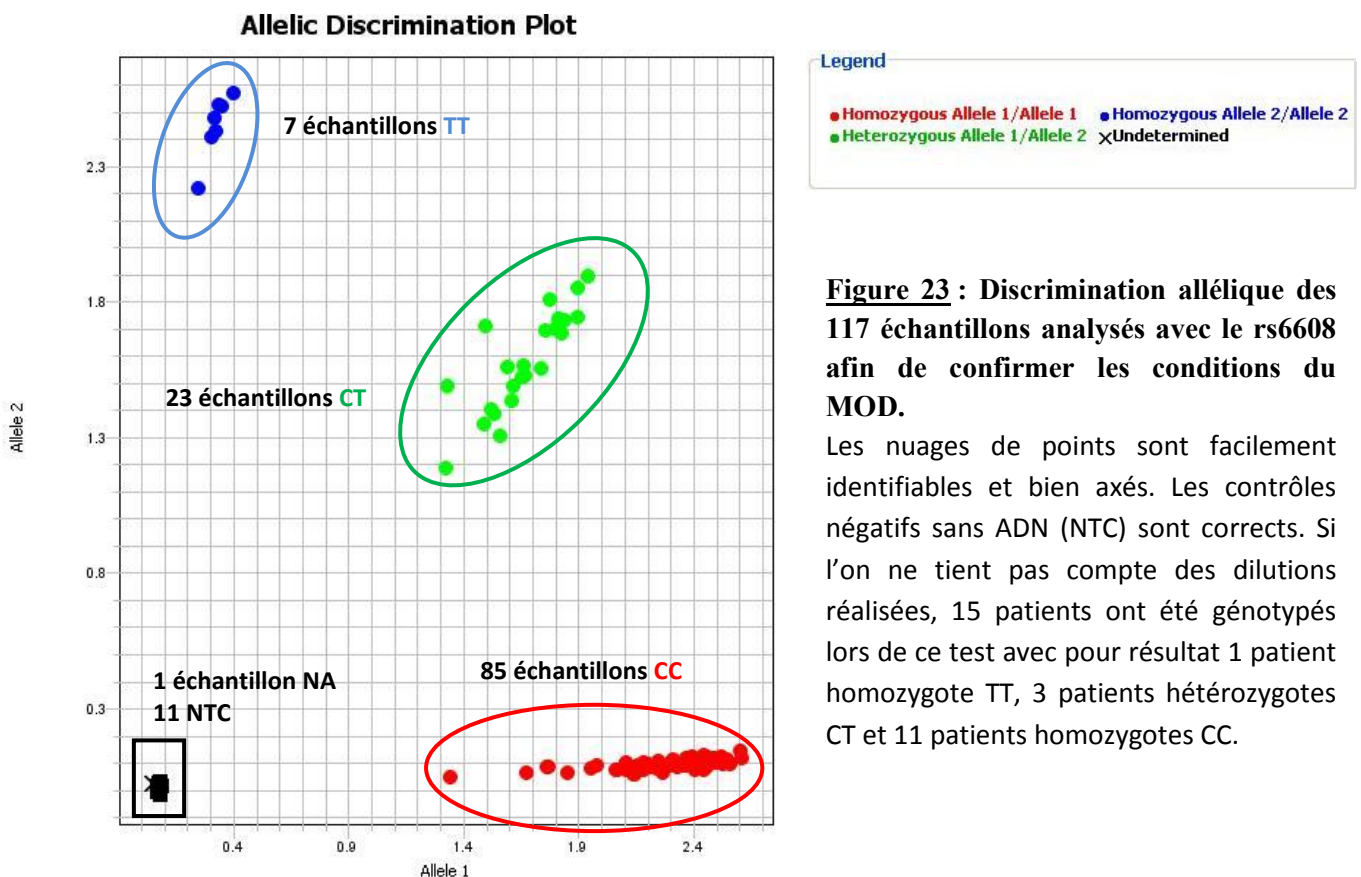 Allelic Discrimination Plot
7 échantillons TT
2.3
1.8
23 échantillons CT
1.3
Allele 2
0.8
1 échantillon NA
11 NTC
85 échantillons CC
0.3
0.4 0.9 1.4 1.9 2.4
Allele 1
Legend
Homozygous Allele 1/Allele 1 Homozygous Allele 2/Allele 2
Heterozygous Allele 1/Allele 2 Undetermined
Figure 23 : Discrimination allélique des
117 échantillons analysés avec le rs6608
afin de confirmer les conditions du
MOD.
Les nuages de points sont facilement
identifiables et bien axés. Les contrôles
négatifs sans ADN (NTC) sont corrects. Si
l’on ne tient pas compte des dilutions
réalisées, 15 patients ont été génotypés
lors de ce test avec pour résultat 1 patient
homozygote TT, 3 patients hétérozygotes
CT et 11 patients homozygotes CC.